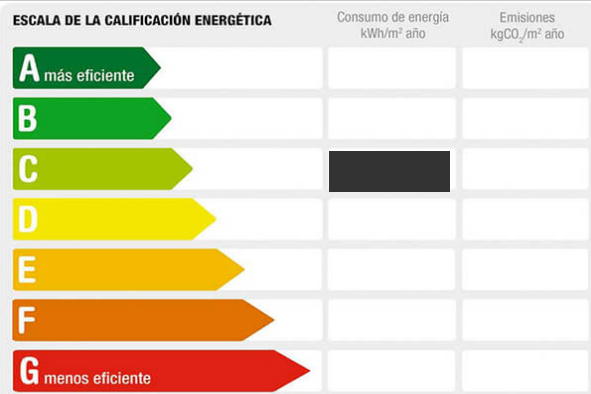 ESCALA DE LA CALIFICACIÓN ENERGÉTICA
Consumo de energía
kWh/m² año
Emisiones
kgCO₂/m² año
A más eficiente
B
C
D
E
F
G menos eficiente